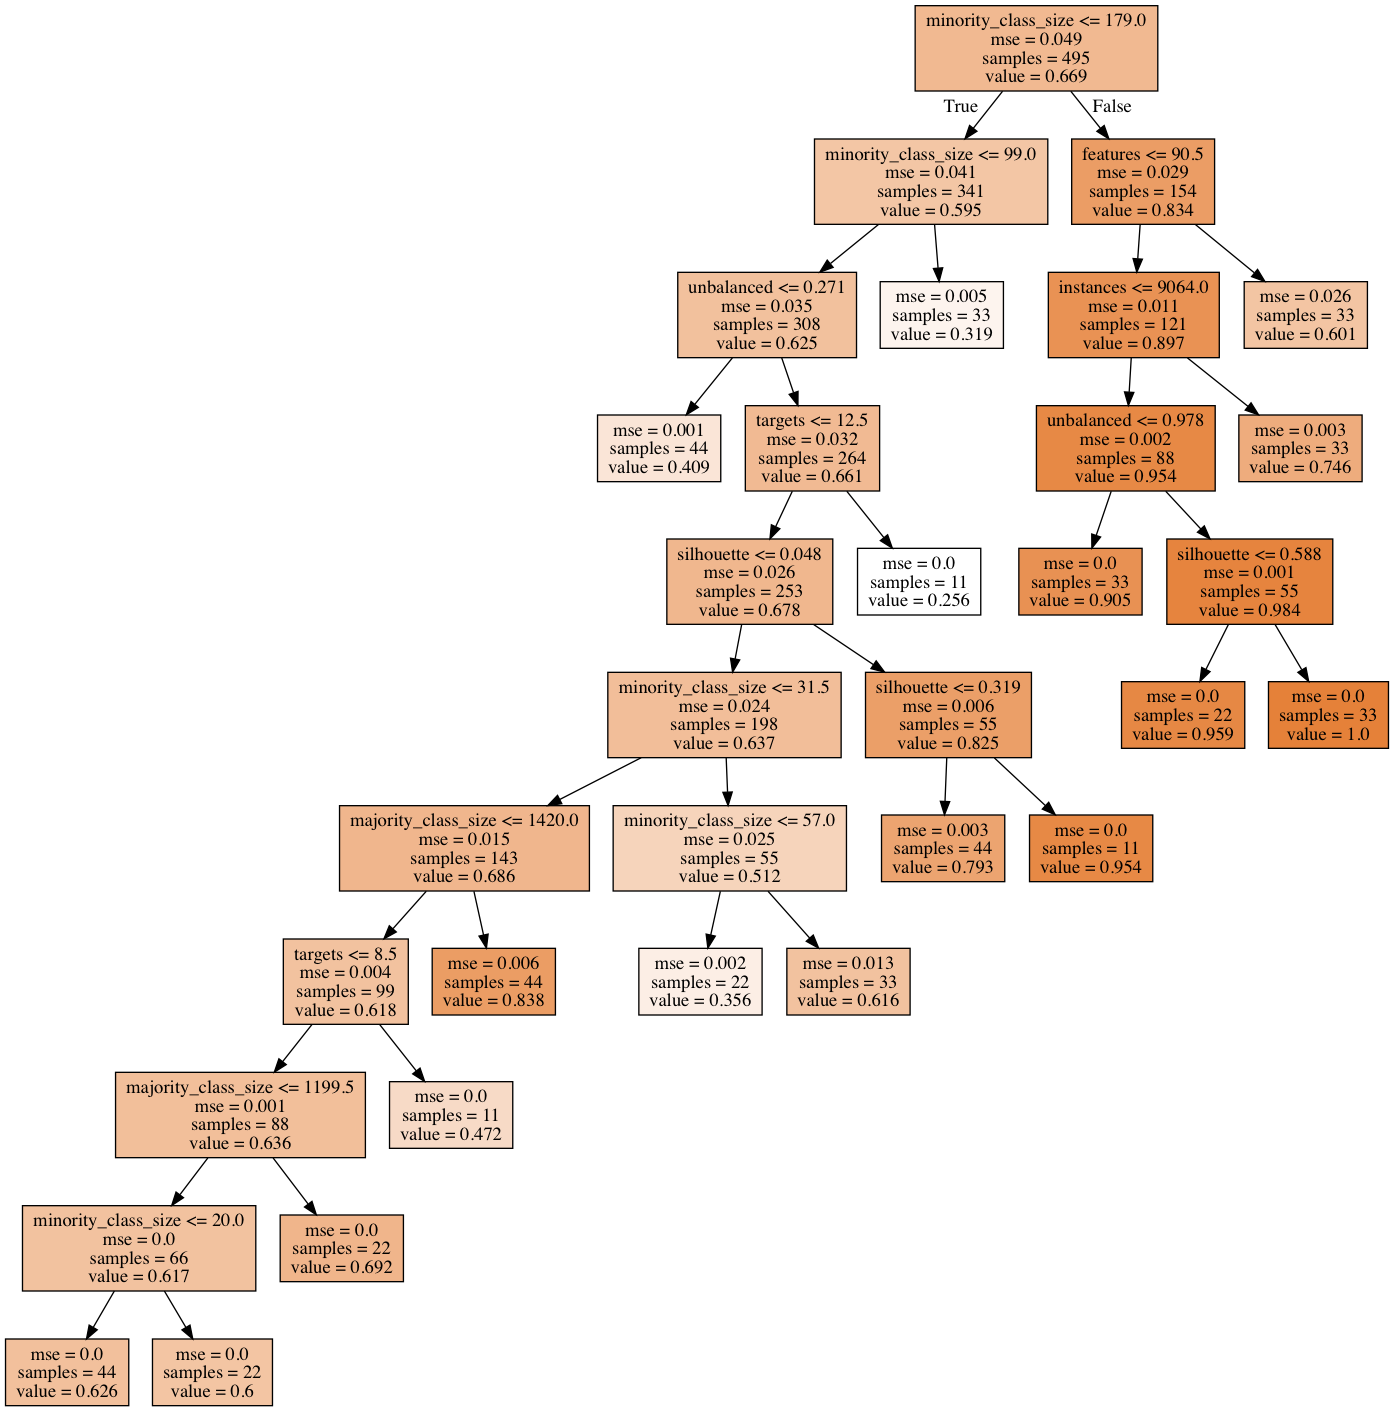 minority_class_size <= 179.0
mse = 0.049
samples = 495
value = 0.669
True
False
minority_class_size <= 99.0
mse = 0.041
samples = 341
value = 0.595
features <= 90.5
mse = 0.029
samples = 154
value = 0.834
unbalanced <= 0.271
mse = 0.035
samples = 308
value = 0.625
mse = 0.005
samples = 33
value = 0.319
instances <= 9064.0
mse = 0.011
samples = 121
value = 0.897
mse = 0.026
samples = 33
value = 0.601
mse = 0.001
samples = 44
value = 0.409
targets <= 12.5
mse = 0.032
samples = 264
value = 0.661
unbalanced <= 0.978
mse = 0.002
samples = 88
value = 0.954
mse = 0.003
samples = 33
value = 0.746
silhouette <= 0.048
mse = 0.026
samples = 253
value = 0.678
mse = 0.0
samples = 11
value = 0.256
mse = 0.0
samples = 33
value = 0.905
silhouette <= 0.588
mse = 0.001
samples = 55
value = 0.984
minority_class_size <= 31.5
mse = 0.024
samples = 198
value = 0.637
silhouette <= 0.319
mse = 0.006
samples = 55
value = 0.825
mse = 0.0
samples = 22
value = 0.959
mse = 0.0
samples = 33
value = 1.0
majority_class_size <= 1420.0
mse = 0.015
samples = 143
value = 0.686
minority_class_size <= 57.0
mse = 0.025
samples = 55
value = 0.512
mse = 0.003
samples = 44
value = 0.793
mse = 0.0
samples = 11
value = 0.954
targets <= 8.5
mse = 0.004
samples = 99
value = 0.618
mse = 0.006
samples = 44
value = 0.838
mse = 0.002
samples = 22
value = 0.356
mse = 0.013
samples = 33
value = 0.616
majority_class_size <= 1199.5
mse = 0.001
samples = 88
value = 0.636
mse = 0.0
samples = 11
value = 0.472
minority_class_size <= 20.0
mse = 0.0
samples = 66
value = 0.617
mse = 0.0
samples = 22
value = 0.692
mse = 0.0
samples = 44
value = 0.626
mse = 0.0
samples = 22
value = 0.6